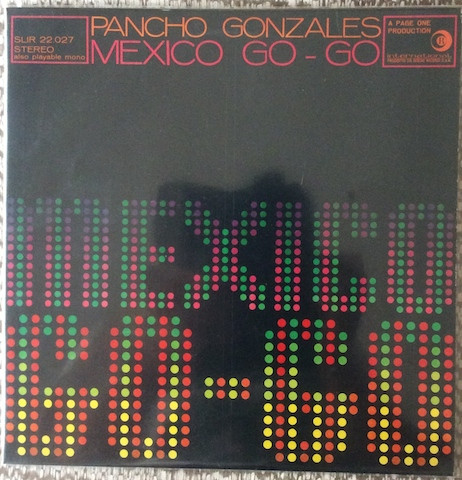 SLIR 22 027
STEREO
also playable mono
PANCHO GONZALES
MEXICO GO - GO
A PAGE ONE
PRODUCTION
MEXICO
GO-GO